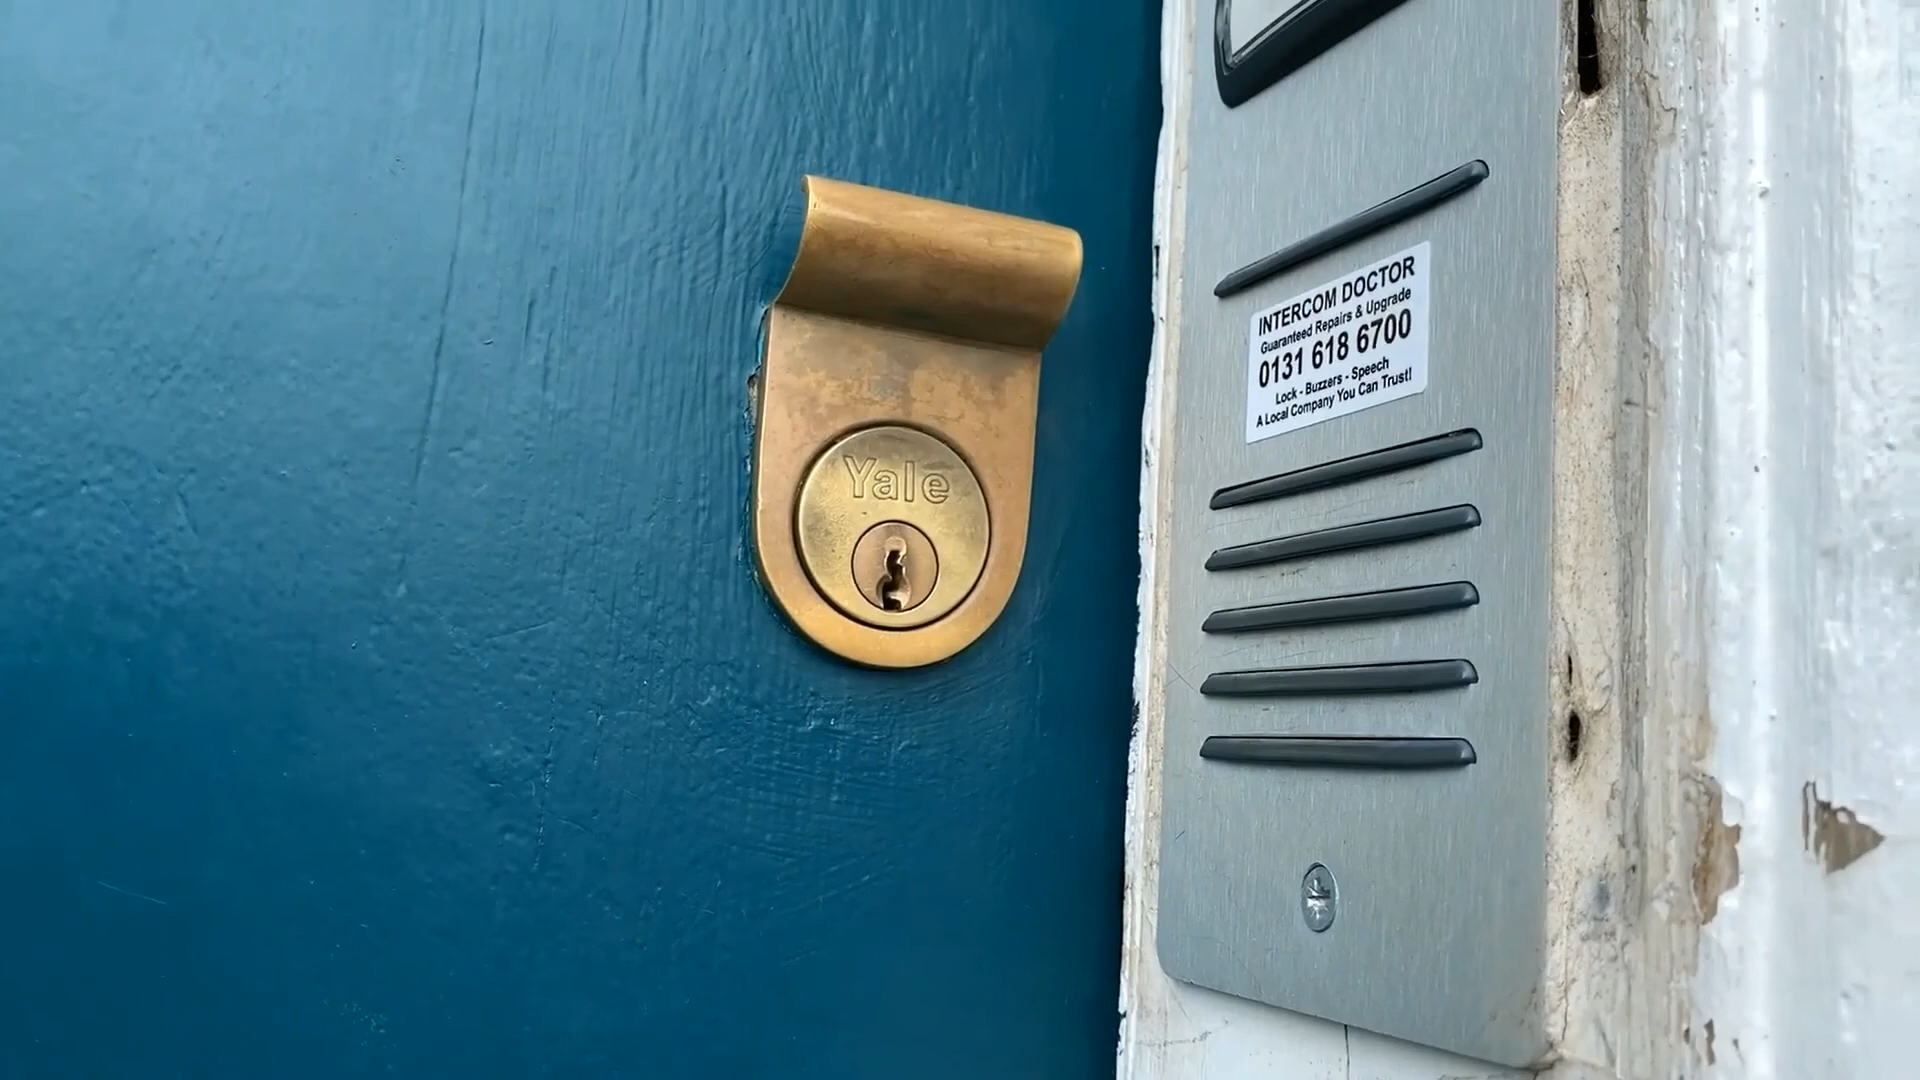 Yale
INTERCOM DOCTOR
Guaranteed Repairs & Upgrade
0131 618 6700
Lock - Buzzers - Speech
A Local Company You Can Trust!